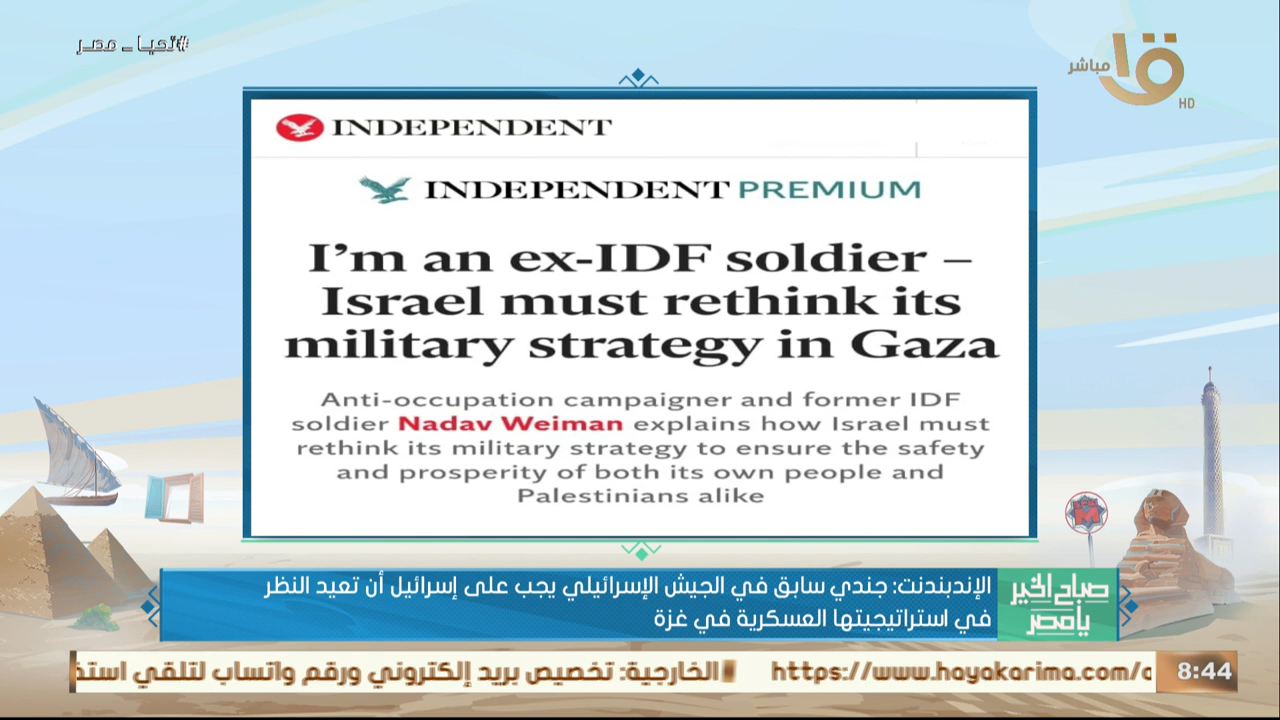 #تحيا_مصر
مباشر
HD
INDEPENDENT
INDEPENDENT PREMIUM
I'm an ex-IDF soldier –
Israel must rethink its
military strategy in Gaza
Anti-occupation campaigner and former IDF
soldier Nadav Weiman explains how Israel must
rethink its military strategy to ensure the safety
and prosperity of both its own people and
Palestinians alike
الإندبندنت: جندي سابق في الجيش الإسرائيلي يجب على إسرائيل أن تعيد النظر
في استراتيجيتها العسكرية في غزة
صباح الخير
يا مصر
https://www.hayakarima.com/ الخارجية: تخصيص بريد إلكتروني ورقم واتساب لتلقي
8:44